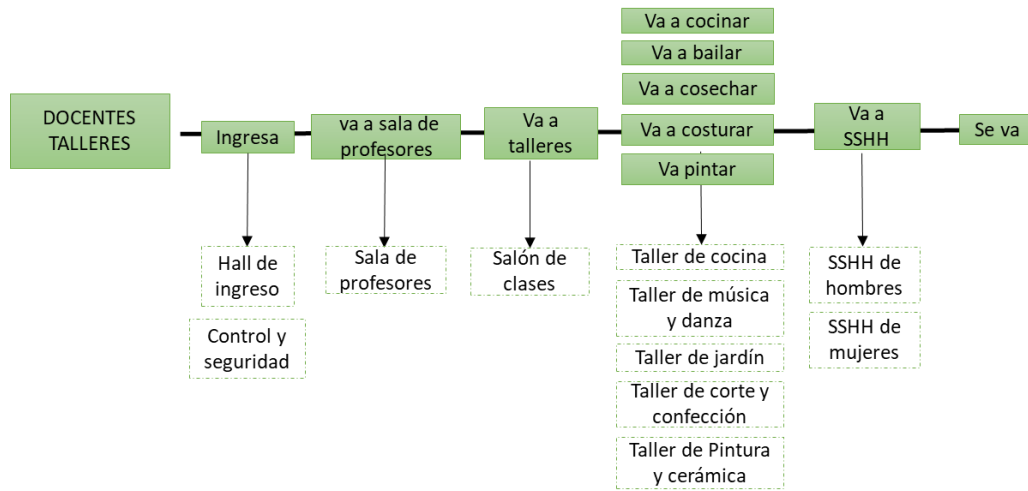 Va a cocinar
Va a bailar
Va a cosechar
DOCENTES
TALLERES
Ingresa
va a sala de
profesores
Va a
talleres
Va a costurar
Va a
SSHH
Se va
Va pintar
Hall de
ingreso
Control y
seguridad
Sala de
profesores
Salón de
clases
Taller de cocina
Taller de música
y danza
Taller de jardín
Taller de corte y
confección
Taller de Pintura
y cerámica
SSHH de
hombres
SSHH de
mujeres